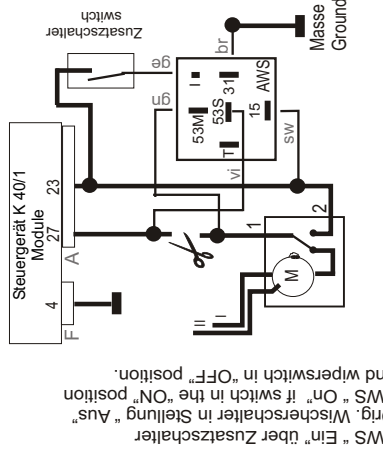 Steuergerät K 40/1
Module
4
27
23
F
A
Zusatzschalter
switch
gn
ge
br
Masse
Ground
53M
I
53S
31
T
15
AWS
vi
sw
1
2
M
II
I
WS " Ein" über Zusatzschalter
erig. Wischerschalter in Stellung " Aus"
WS " On" if switch in the "ON" position
nd wiperswitch in "OFF" position.